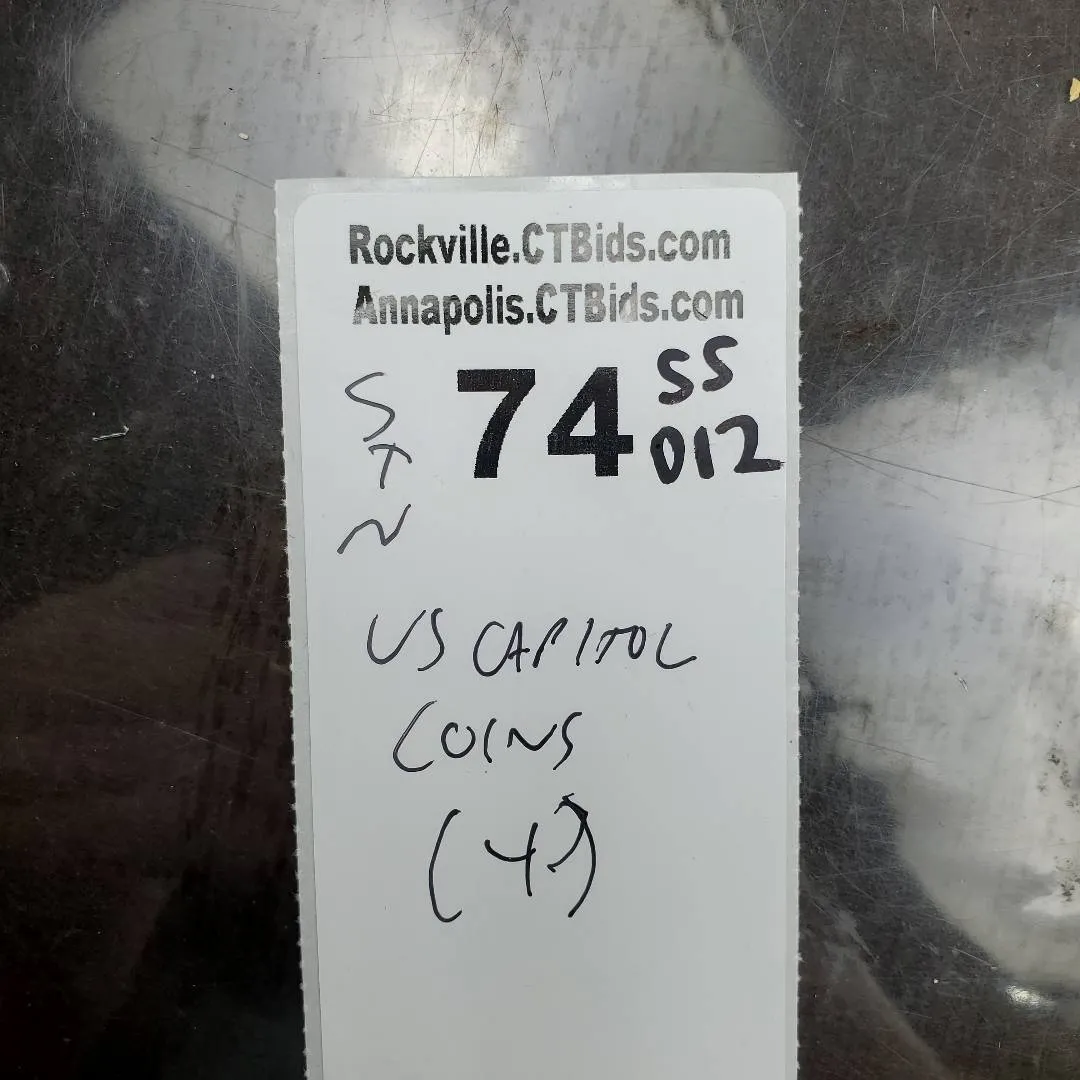 Rockville.CTBids.com
Annapolis.CTBids.com
S
T
N
74
SS
012
US CAPITOL
COINS
(4)